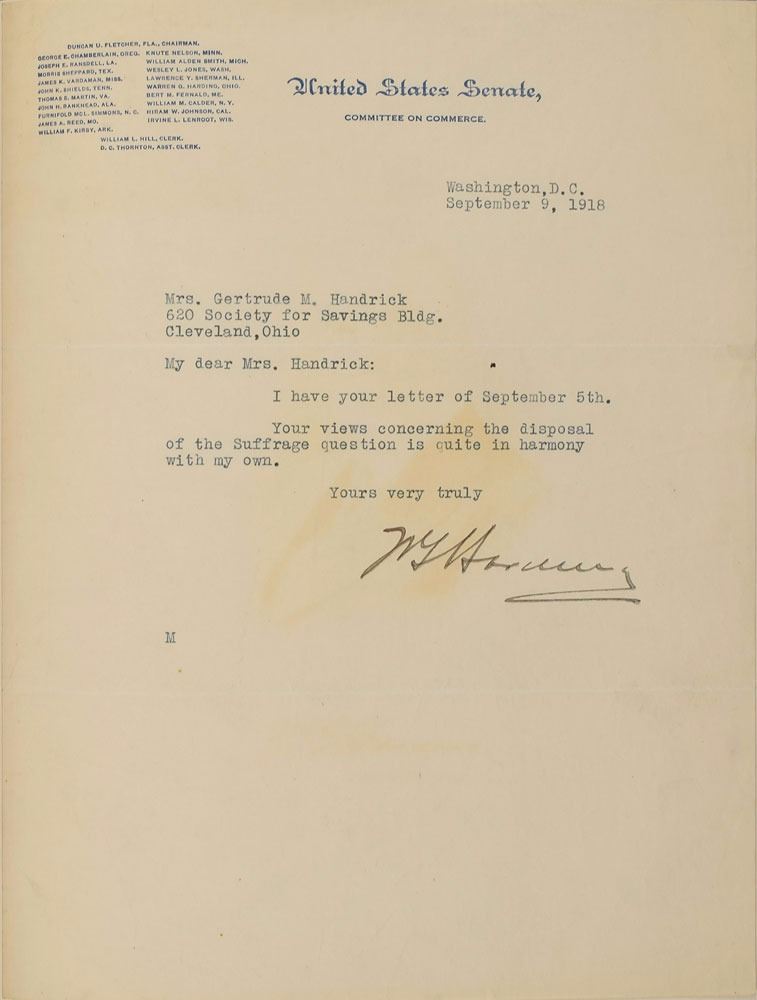 DUNCAN U. FLETCHER, FLA., CHAIRMAN.
GEORGE E. CHAMBERLAIN, OREG.
JOSEPH E. RANSDELL, LA.
MORRIS SHEPPARD, TEX.
JAMES K. VARDAMAN, MISS.
JOHN K. SHIELDS, TENN.
THOMAS S. MARTIN, VA.
JOHN H. BANKHEAD, ALA.
FURNIFOLD MCL. SIMMONS, N. C.
JAMES A. REED, MO.
WILLIAM F. KIRBY, ARK.
KNUTE NELSON, MINN.
WILLIAM ALDEN SMITH, MICH.
WESLEY L. JONES, WASH.
LAWRENCE Y. SHERMAN, ILL.
WARREN G. HARDING, OHIO.
BERT M. FERNALD, ME.
WILLIAM M. CALDER, N. Y.
HIRAM W. JOHNSON, CAL.
IRVINE L. LENROOT, WIS.
WILLIAM L. HILL, CLERK.
D. C. THORNTON, ASST. CLERK.
United States Senate,
COMMITTEE ON COMMERCE.
Washington,D.C.
September 9, 1918
Mrs. Gertrude M. Handrick
620 Society for Savings Bldg.
Cleveland,Ohio
My dear Mrs. Handrick:
I have your letter of September 5th.
Your views concerning the disposal
of the Suffrage question is quite in harmony
with my own.
Yours very truly
WGHarding
M